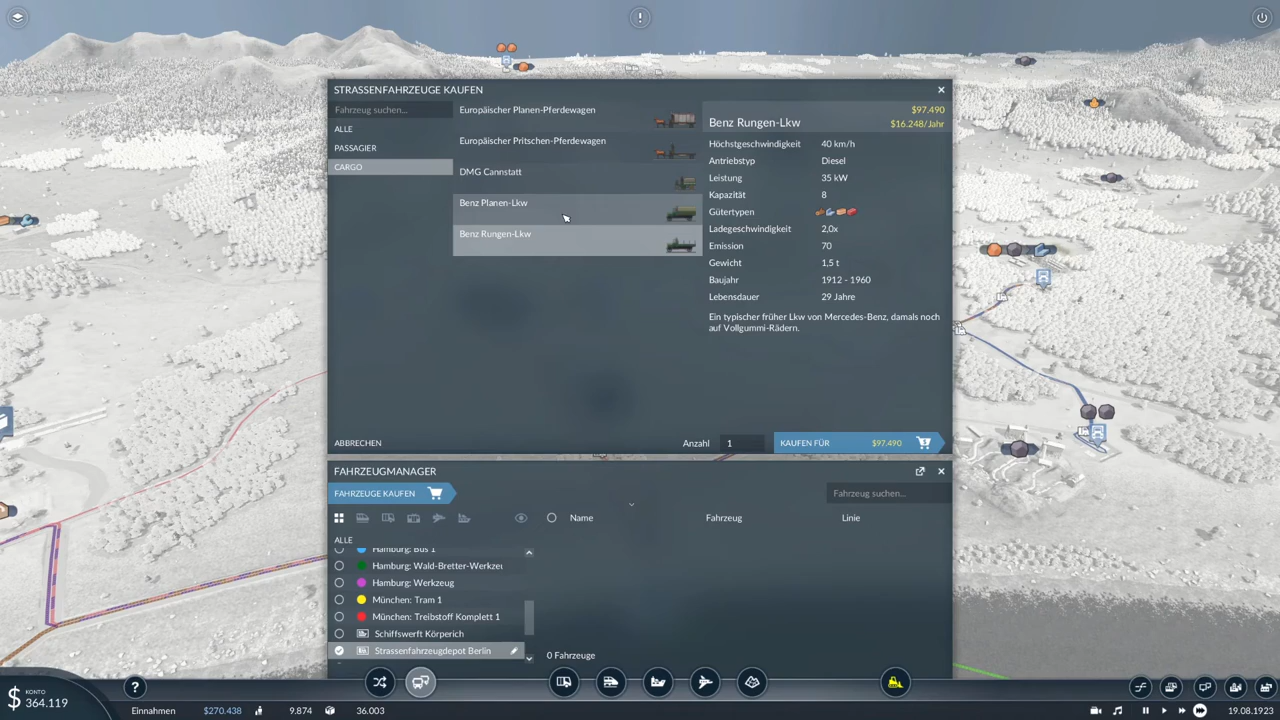 STRASSENFAHRZEUGE KAUFEN
Fahrzeug suchen...
ALLE
PASSAGIER
CARGO
Europäischer Planen-Pferdewagen
Europäischer Pritschen-Pferdewagen
DMG Cannstatt
Benz Planen-Lkw
Benz Rungen-Lkw
$97.490
Benz Rungen-Lkw
$16.248/Jahr
Höchstgeschwindigkeit 40 km/h
Antriebstyp Diesel
Leistung 35 kW
Kapazität 8
Gütertypen
Ladegeschwindigkeit 2,0x
Emission 70
Gewicht 1,5 t
Baujahr 1912 - 1960
Lebensdauer 29 Jahre
Ein typischer früher Lkw von Mercedes-Benz, damals noch
auf Vollgummi-Rädern.
ABBRECHEN
Anzahl 1
KAUFEN FÜR $97.490
FAHRZEUGMANAGER
FAHRZEUGE KAUFEN
Fahrzeug suchen...
Name Fahrzeug Linie
ALLE
Hamburg: Bus 1
Hamburg: Wald-Bretter-Werkzeu
Hamburg: Werkzeug
München: Tram 1
München: Treibstoff Komplett 1
Schiffswerft Körperich
Strassenfahrzeugdepot Berlin
0 Fahrzeuge
$ KONTO
364.119
?
Einnahmen $270.438 9.874 36.003
19.08.1923